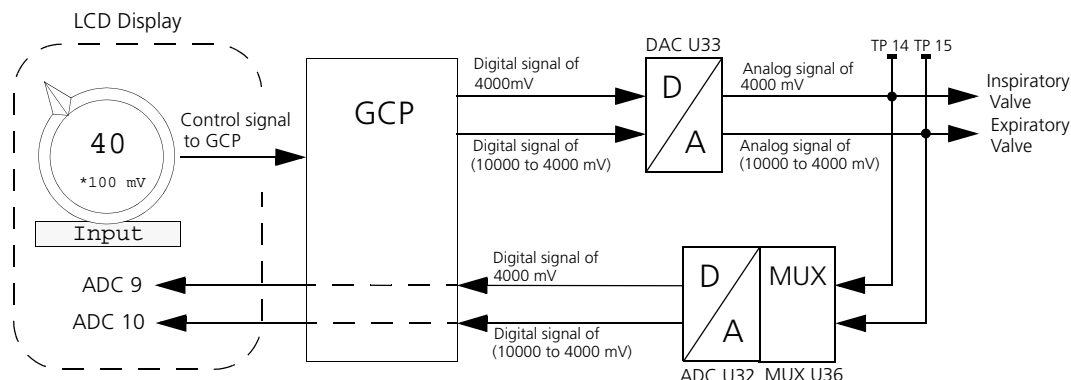 LCD Display
40
*100 mV
Input
ADC 9
ADC 10
Control signal
to GCP
GCP
Digital signal of
4000mV
Digital signal of
(10000 to 4000 mV)
DAC U33
D
A
Analog signal of
4000 mV
Analog signal of
(10000 to 4000 mV)
TP 14 TP 15
Inspiratory
Valve
Expiratory
Valve
Digital signal of
4000 mV
Digital signal of
(10000 to 4000 mV)
D
A
MUX
ADC U32 MUX U36